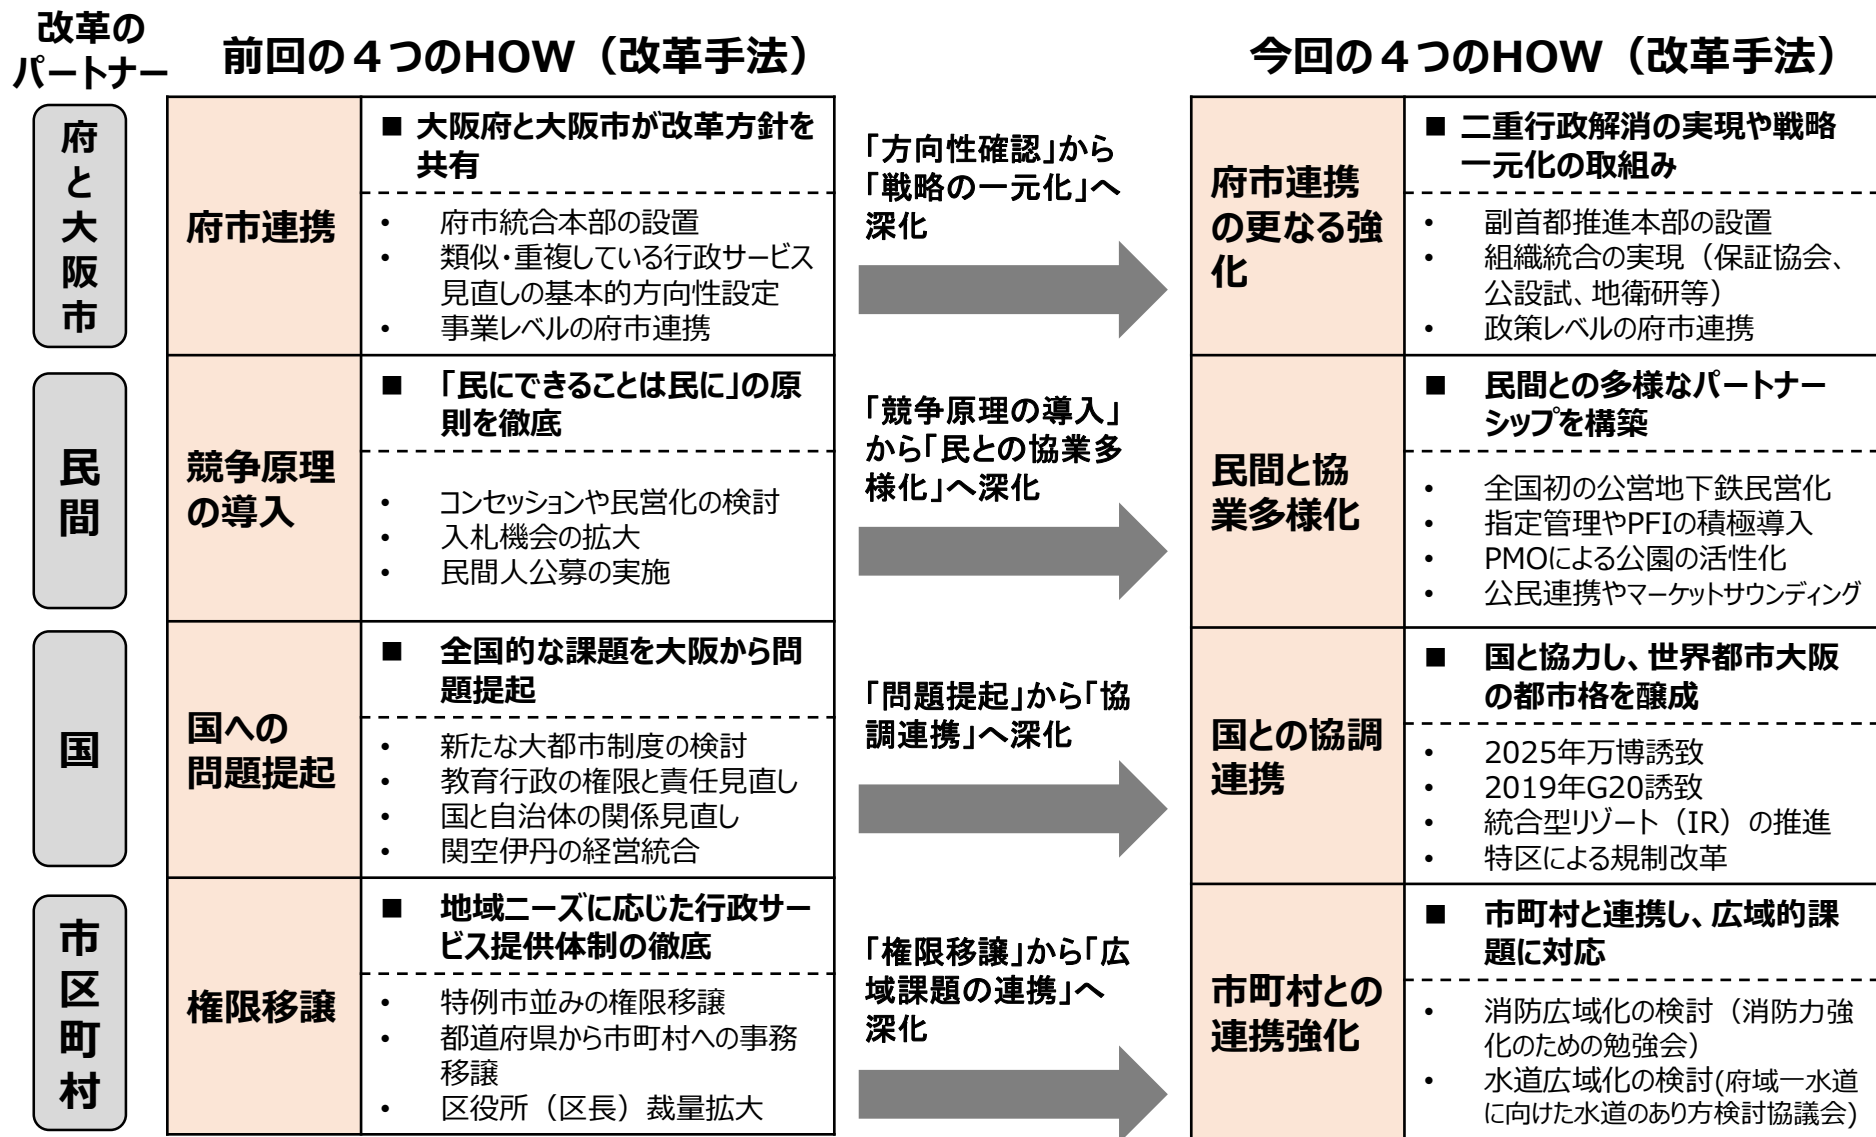 改革の
パートナー
前回の４つのHOW（改革手法）
今回の４つのHOW（改革手法）
府と大阪市
府市連携
■ 大阪府と大阪市が改革方針を
共有
• 府市統合本部の設置
• 類似・重複している行政サービス
見直しの基本的方向性設定
• 事業レベルの府市連携
「方向性確認」から
「戦略の一元化」へ
深化
府市連携
の更なる強
化
■ 二重行政解消の実現や戦略
一元化の取組み
• 副首都推進本部の設置
• 組織統合の実現（保証協会、
公設試、地衛研等）
• 政策レベルの府市連携
民間
競争原理
の導入
■ 「民にできることは民に」の原
則を徹底
• コンセッションや民営化の検討
• 入札機会の拡大
• 民間人公募の実施
「競争原理の導入」
から「民との協業多
様化」へ深化
民間と協
業多様化
■ 民間との多様なパートナー
シップを構築
• 全国初の公営地下鉄民営化
• 指定管理やPFIの積極導入
• PMOによる公園の活性化
• 公民連携やマーケットサウンディング
国
国への
問題提起
■ 全国的な課題を大阪から問
題提起
• 新たな大都市制度の検討
• 教育行政の権限と責任見直し
• 国と自治体の関係見直し
• 関空伊丹の経営統合
「問題提起」から「協
調連携」へ深化
国との協調
連携
■ 国と協力し、世界都市大阪
の都市格を醸成
• 2025年万博誘致
• 2019年G20誘致
• 統合型リゾート（IR）の推進
• 特区による規制改革
市区町村
権限移譲
■ 地域ニーズに応じた行政サー
ビス提供体制の徹底
• 特例市並みの権限移譲
• 都道府県から市町村への事務
移譲
• 区役所（区長）裁量拡大
「権限移譲」から「広
域課題の連携」へ
深化
市町村との
連携強化
■ 市町村と連携し、広域的課
題に対応
• 消防広域化の検討（消防力強
化のための勉強会）
• 水道広域化の検討(府域一水道
に向けた水道のあり方検討協議会)